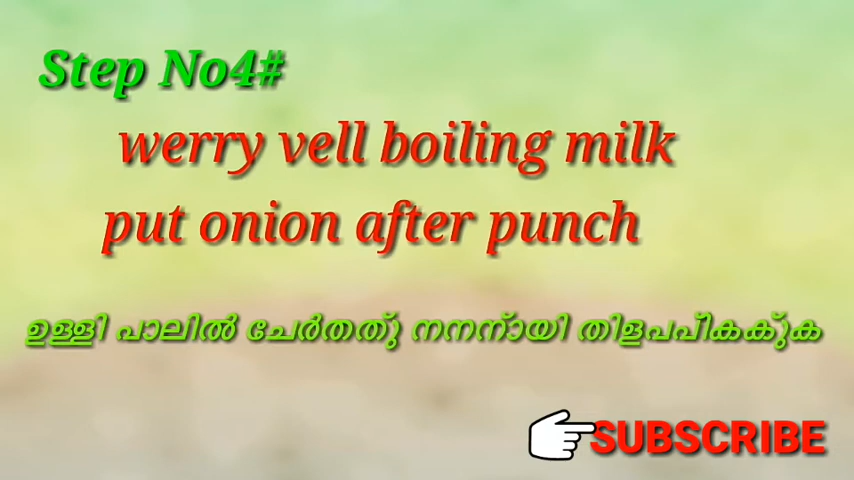 Step No4#
werry vell boiling milk
put onion after punch
ഉള്ളി പാലിൽ ചേർതത്‌ു നനന്‌ായി തിളപപീകക്‌ുക
SUBSCRIBE